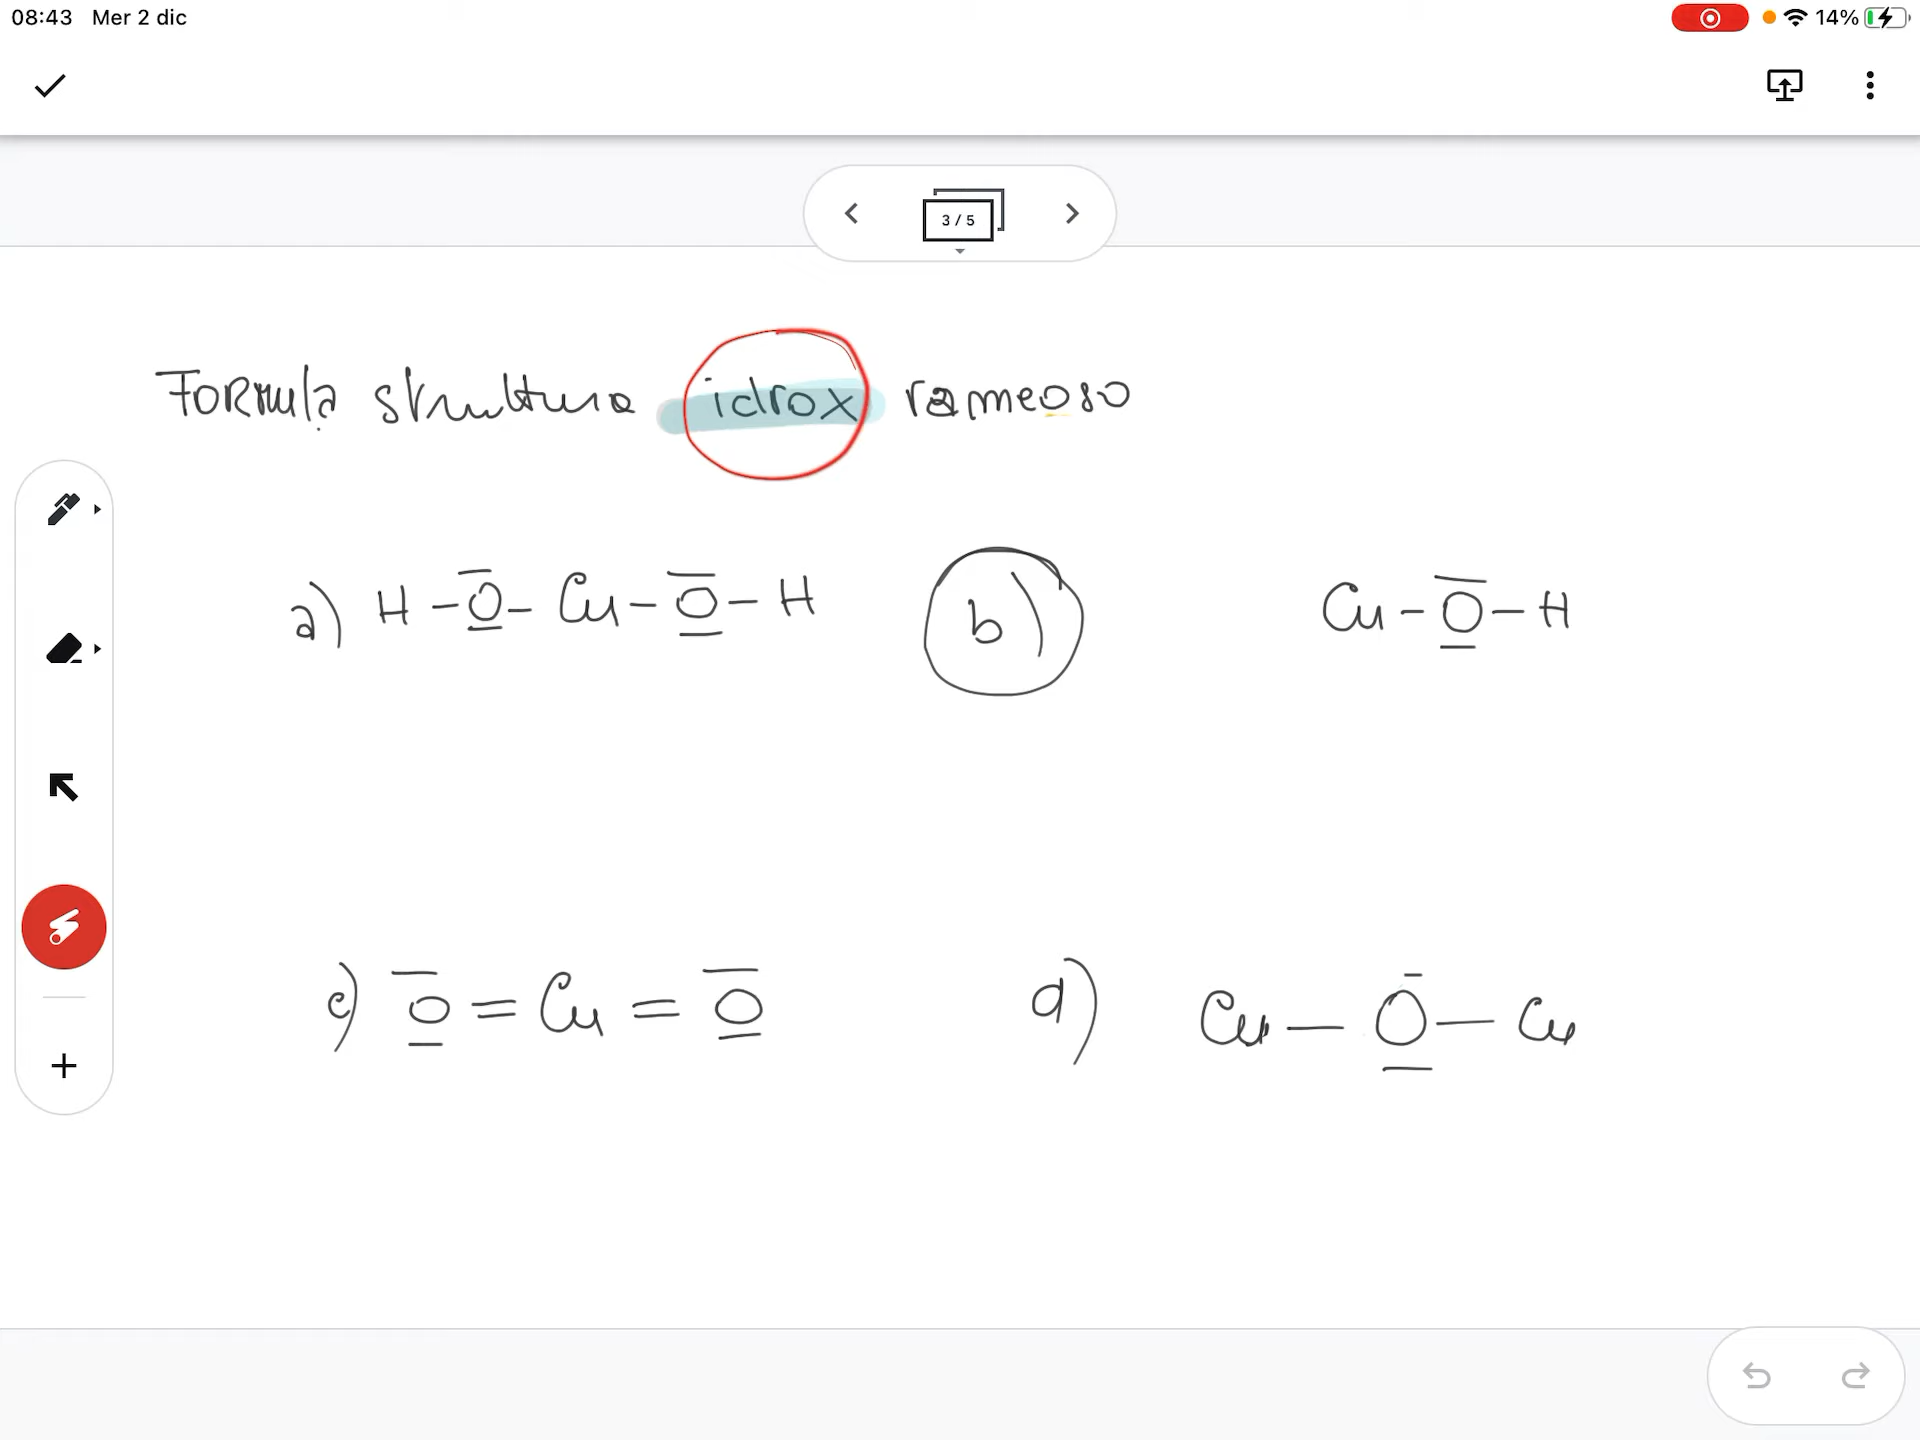 08:43 Mer 2 dic 14%
3 / 5
Formula struttura idrox rameoso
a) H - O - Cu - O - H b) Cu - O - H
c) O = Cu = O d) Cu - O - Cu